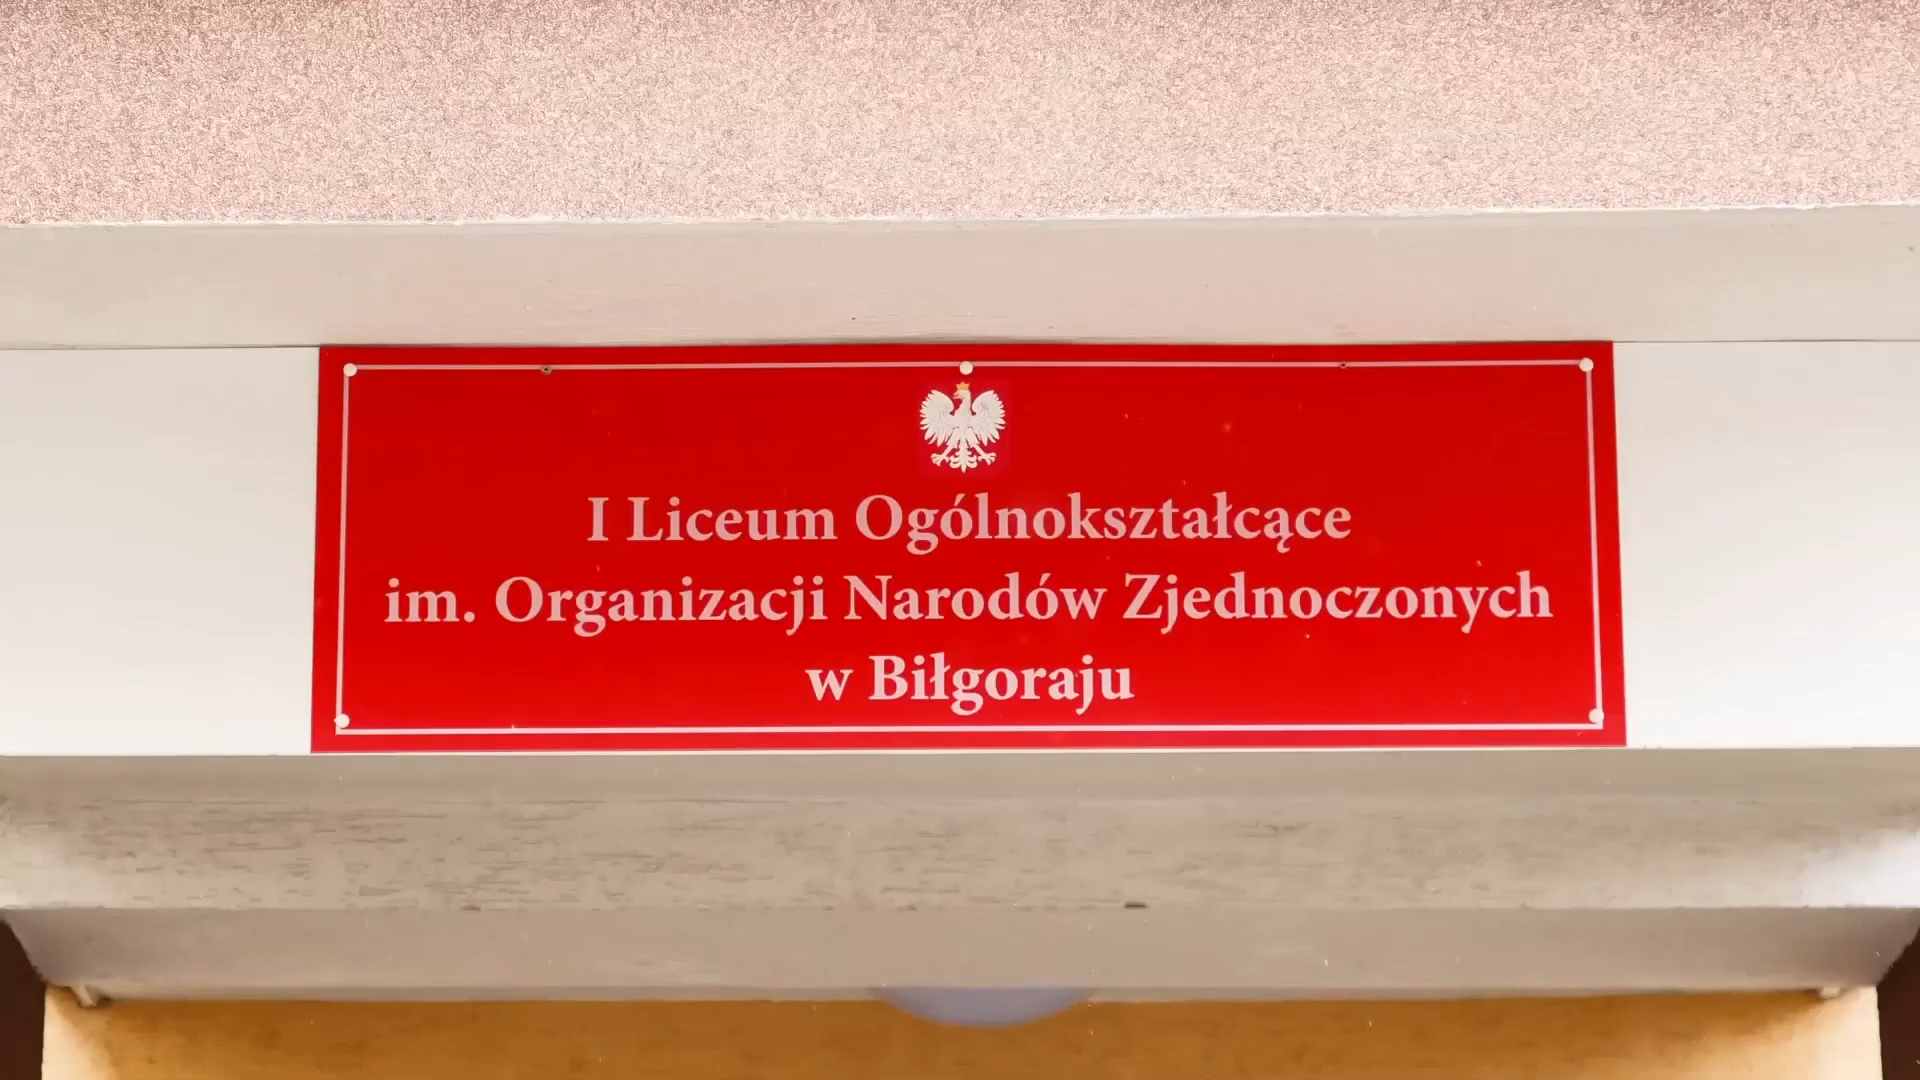 I Liceum Ogólnokształcące
im. Organizacji Narodów Zjednoczonych
w Biłgoraju